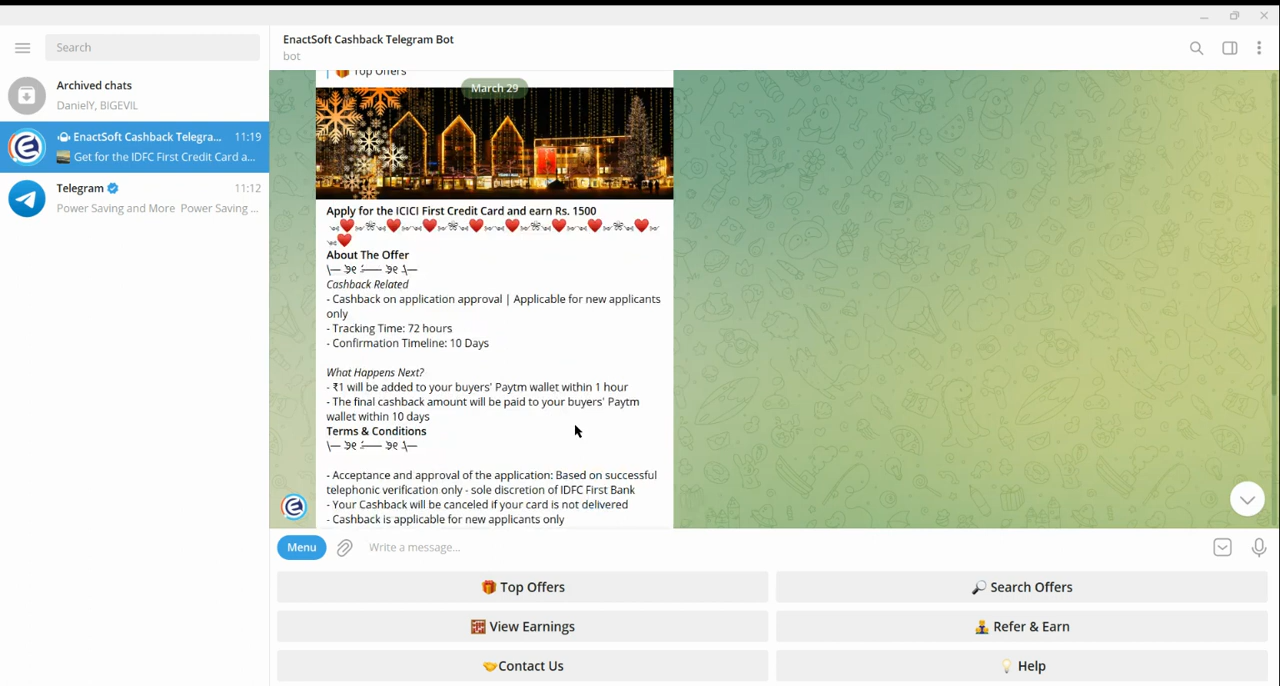 Search
Archived chats
DanielY, BIGEVIL
EnactSoft Cashback Telegra... 11:19
Get for the IDFC First Credit Card a...
Telegram 11:12
Power Saving and More Power Saving ...
EnactSoft Cashback Telegram Bot
bot
Top Offers
March 29
Apply for the ICICI First Credit Card and earn Rs. 1500
About The Offer
Cashback Related
- Cashback on application approval | Applicable for new applicants
only
- Tracking Time: 72 hours
- Confirmation Timeline: 10 Days
What Happens Next?
- ₹1 will be added to your buyers' Paytm wallet within 1 hour
- The final cashback amount will be paid to your buyers' Paytm
wallet within 10 days
Terms & Conditions
- Acceptance and approval of the application: Based on successful
telephonic verification only - sole discretion of IDFC First Bank
- Your Cashback will be canceled if your card is not delivered
- Cashback is applicable for new applicants only
Menu
Write a message...
Top Offers
Search Offers
View Earnings
Refer & Earn
Contact Us
Help